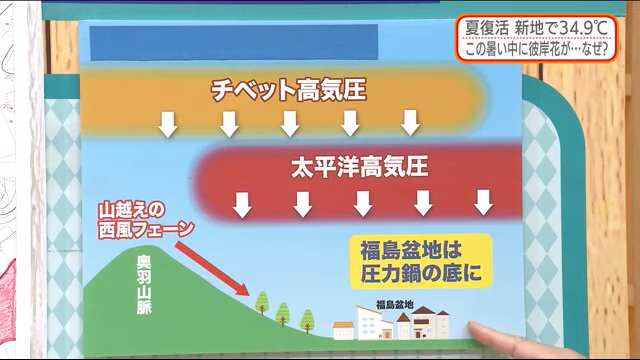 夏復活 新地で34.9℃
この暑い中に彼岸花が…なぜ?
チベット高気圧
太平洋高気圧
山越えの
西風フェーン
奥羽山脈
福島盆地は
圧力鍋の底に
福島盆地